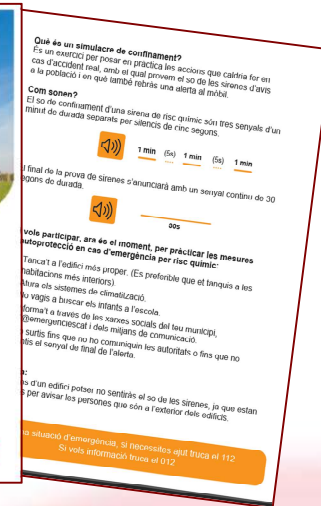 Què és un simulacre de confinament?
És un exercici per posar en pràctica les accions que caldria fer en
cas d'accident real, amb el qual provem el so de les sirenes d'avís
a la població i en què també rebràs una alerta al mòbil.
Com sonen?
El so de confinament d'una sirena de risc químic són tres senyals d'un
minut de durada separats per silencis de cinc segons.
1 min (5s) 1 min (5s) 1 min
l final de la prova de sirenes s'anunciarà amb un senyal continu de 30
egons de durada.
30s
vols participar, ara és el moment, per pràcticar les mesures
autoprotecció en cas d'emergència per risc químic:
Tanca't a l'edifici més proper. (És preferible que et tanquis a les
habitacions més interiors).
Atura els sistemes de climatització.
o vagis a buscar els infants a l'escola.
forma't a través de les xarxes socials del teu municipi,
@emergenciescat i dels mitjans de comunicació.
surtis fins que no ho comuniquin les autoritats o fins que no
ntis el senyal de final de l'alerta.
a:
s d'un edifici potser no sentiràs el so de les sirenes, ja que estan
s per avisar les persones que són a l'exterior dels edificis.
na situació d'emergència, si necessites ajut truca el 112
Si vols informació truca el 012